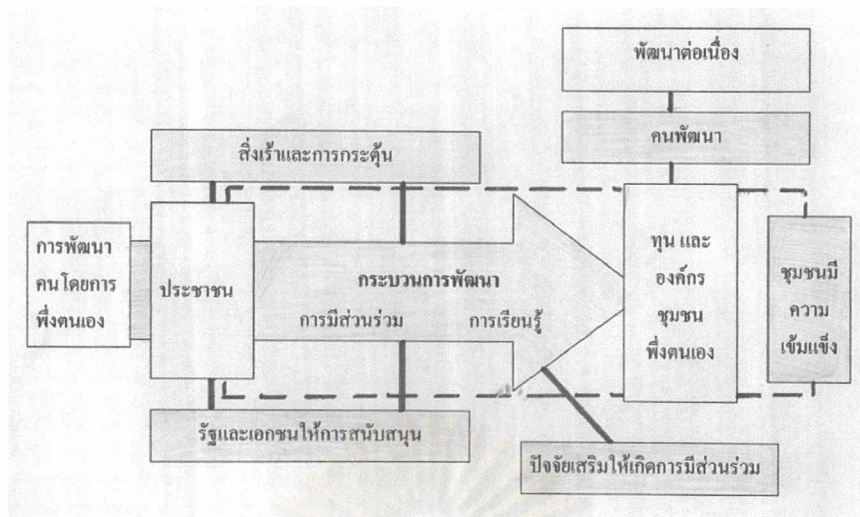 พัฒนาต่อเนื่อง
คนพัฒนา
สิ่งเร้าและการกระตุ้น
การพัฒนา
คนโดยการ
พึ่งตนเอง
ประชาชน
กระบวนการพัฒนา
การมีส่วนร่วม
การเรียนรู้
ทุน และ
องค์กร
ชุมชน
พึ่งตนเอง
ชุมชนมี
ความ
เข้มแข็ง
รัฐและเอกชนให้การสนับสนุน
ปัจจัยเสริมให้เกิดการมีส่วนร่วม